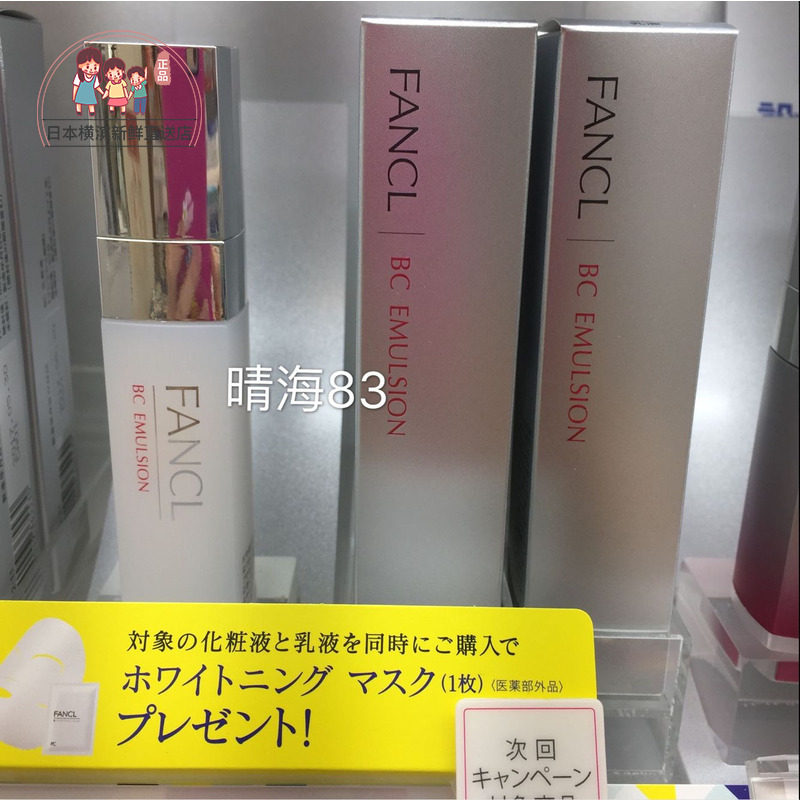 正品
日本横濱新鮮直送店
FANCL
BC EMULSION
FANCL
BC EMULSION
FANCL
BC EMULSION
晴海83
対象の化粧液と乳液を同時にご購入で
ホワイトニング マスク(1枚)〈医薬部外品〉
プレゼント!
FANCL
次回
キャンペーン